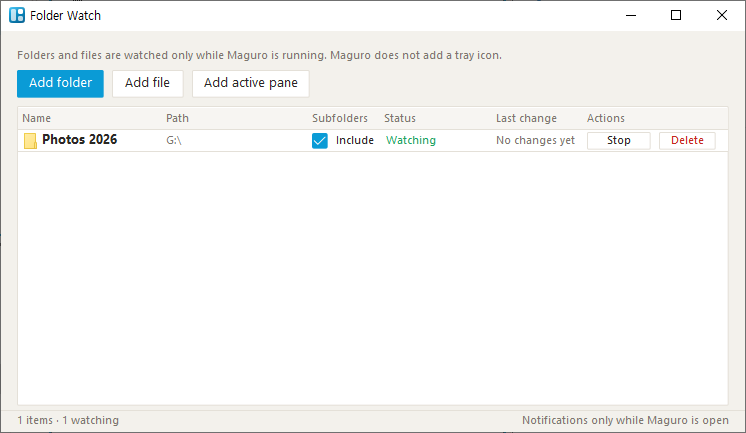 Folder Watch
Folders and files are watched only while Maguro is running. Maguro does not add a tray icon.
Add folder Add file Add active pane
Name Path Subfolders Status Last change Actions
Photos 2026 G:\ Include Watching No changes yet Stop Delete
1 items · 1 watching Notifications only while Maguro is open